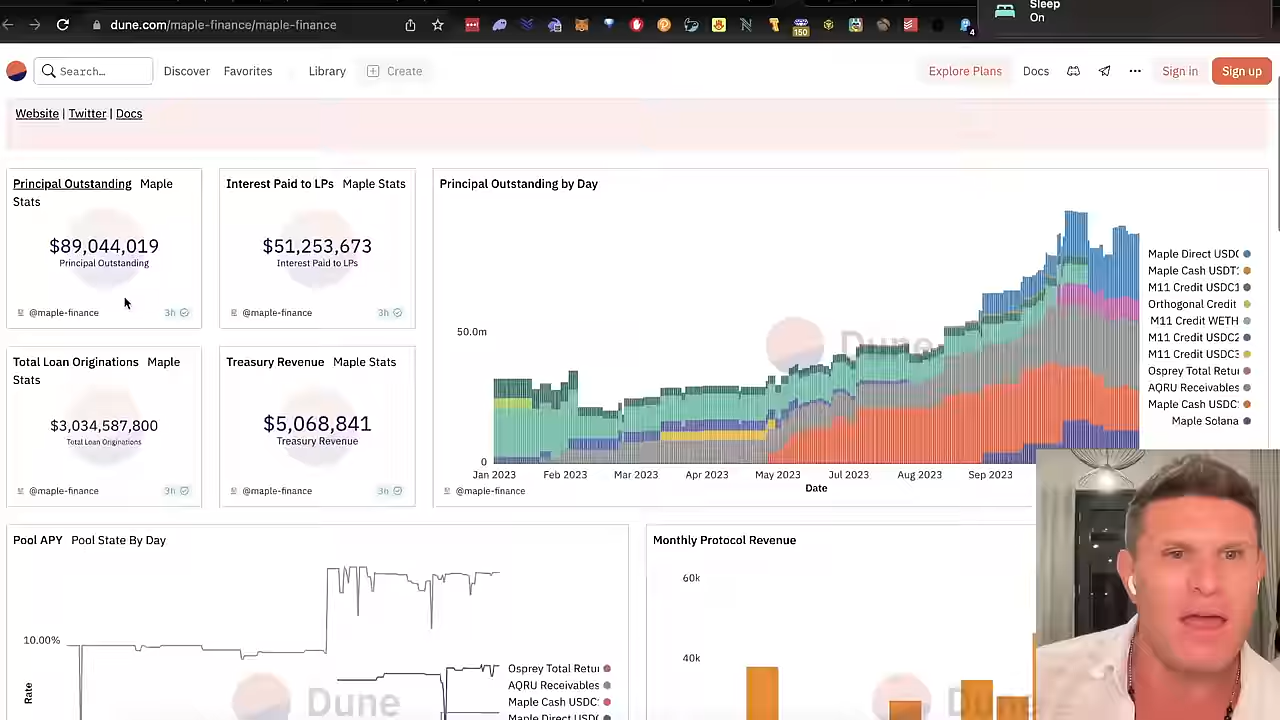 Sleep
On
dune.com/maple-finance/maple-finance
150
4
Search...
Discover
Favorites
Library
Create
Explore Plans
Docs
Sign in
Sign up
Website | Twitter | Docs
Principal Outstanding Maple
Stats
$89,044,019
Principal Outstanding
@maple-finance
3h
Interest Paid to LPs Maple Stats
$51,253,673
Interest Paid to LPs
@maple-finance
3h
Total Loan Originations Maple
Stats
$3,034,587,800
Total Loan Originations
@maple-finance
3h
Treasury Revenue Maple Stats
$5,068,841
Treasury Revenue
@maple-finance
3h
Principal Outstanding by Day
50.0m
0
Dune
Jan 2023
Feb 2023
Mar 2023
Apr 2023
May 2023
Jul 2023
Aug 2023
Sep 2023
Date
@maple-finance
Maple Direct USDC
Maple Cash USDT
M11 Credit USDC1
Orthogonal Credit
M11 Credit WETH
M11 Credit USDC2
M11 Credit USDC3
Osprey Total Retur
AQRU Receivables
Maple Cash USDC
Maple Solana
Pool APY Pool State By Day
10.00%
Rate
Dune
Osprey Total Retur
AQRU Receivables
Maple Cash USDC
Maple Direct USDC
Monthly Protocol Revenue
60k
40k
Dune